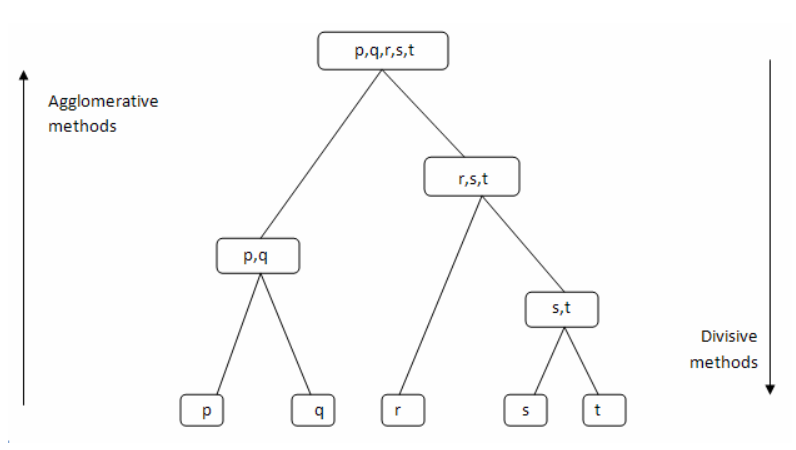 p,q,r,s,t
Agglomerative
methods
r,s,t
p,q
s,t
Divisive
methods
p
q
r
s
t